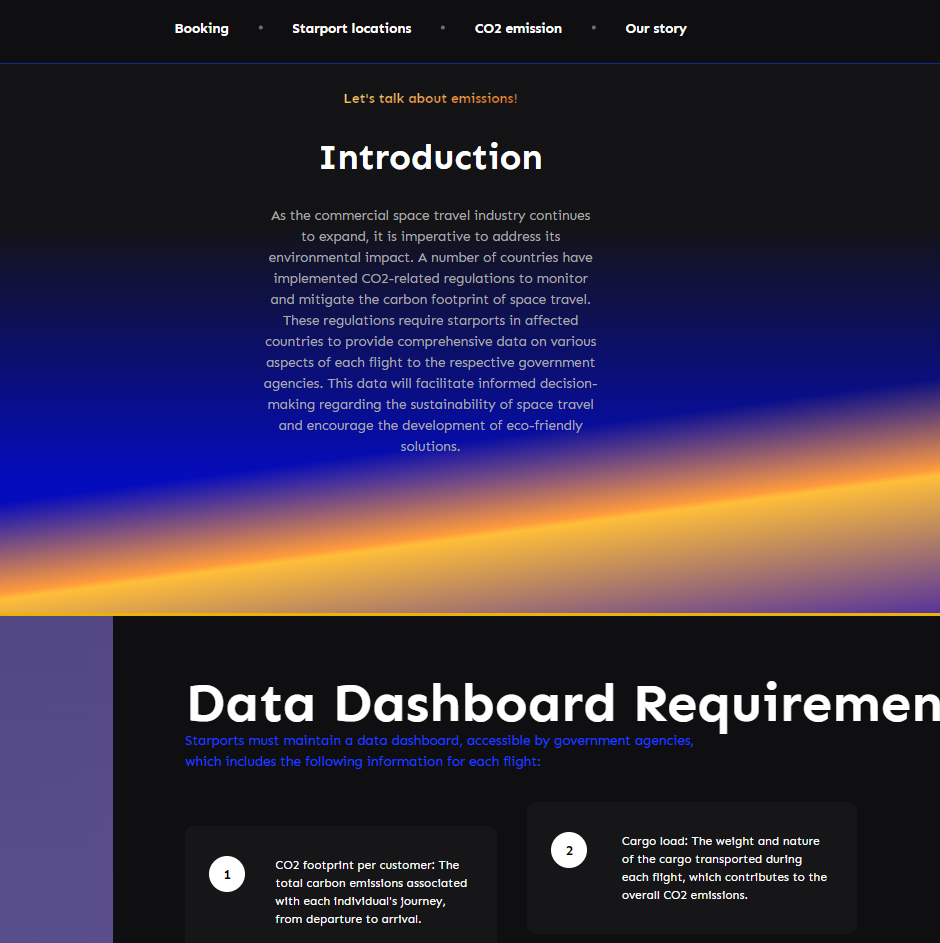 Booking • Starport locations • CO2 emission • Our story
Let's talk about emissions!
Introduction
As the commercial space travel industry continues
to expand, it is imperative to address its
environmental impact. A number of countries have
implemented CO2-related regulations to monitor
and mitigate the carbon footprint of space travel.
These regulations require starports in affected
countries to provide comprehensive data on various
aspects of each flight to the respective government
agencies. This data will facilitate informed decision-
making regarding the sustainability of space travel
and encourage the development of eco-friendly
solutions.
Data Dashboard Requiremen
Starports must maintain a data dashboard, accessible by government agencies,
which includes the following information for each flight:
1
CO2 footprint per customer: The
total carbon emissions associated
with each individual's journey,
from departure to arrival.
2
Cargo load: The weight and nature
of the cargo transported during
each flight, which contributes to the
overall CO2 emissions.